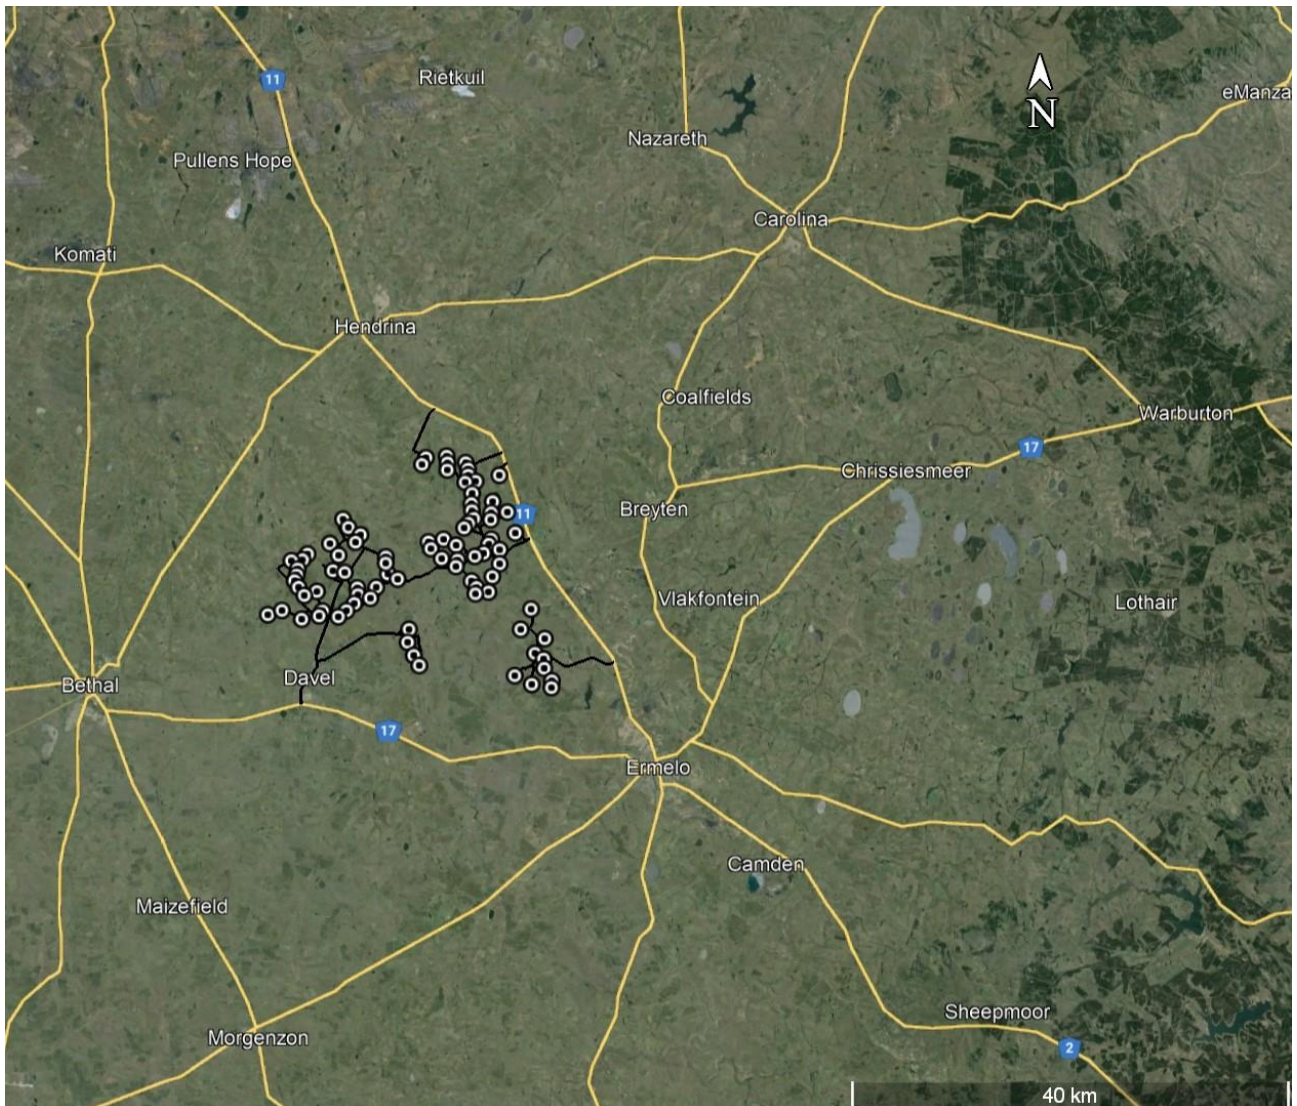 11
Rietkuil
eManza
N
Nazareth
Pullens Hope
Carolina
Komati
Hendrina
Coalfields
Warburton
17
Chrissiesmeer
Breyten
11
Vlakfontein
Lothair
Davel
Bethal
17
Ermelo
Camden
Maizefield
Sheepmoor
Morgenzon
2
40 km